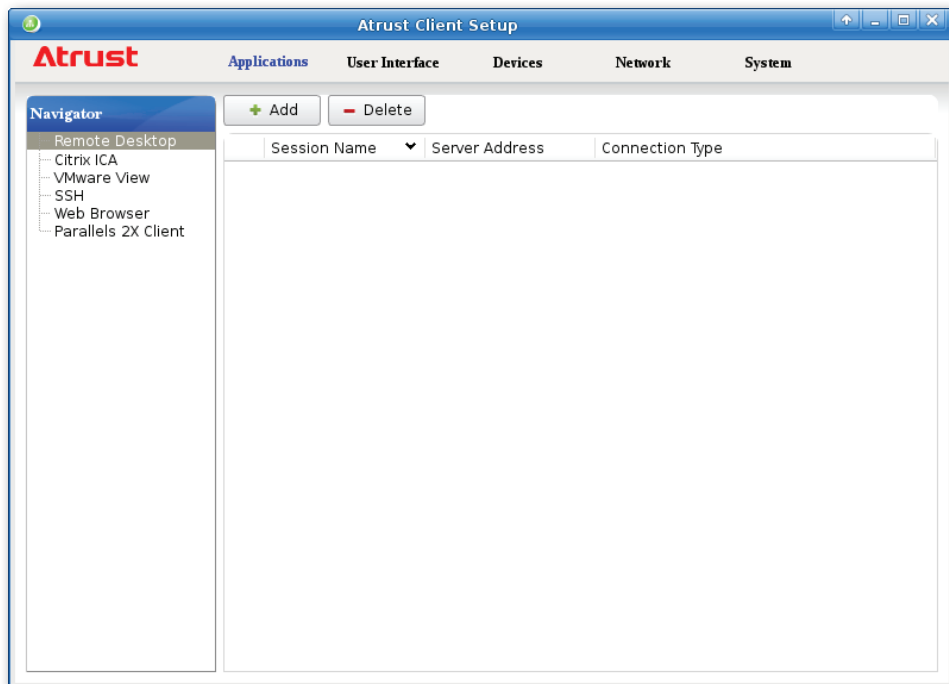 Atrust Client Setup
Atrust
Applications User Interface Devices Network System
Navigator
Remote Desktop
Citrix ICA
VMware View
SSH
Web Browser
Parallels 2X Client
Add Delete
Session Name Server Address Connection Type